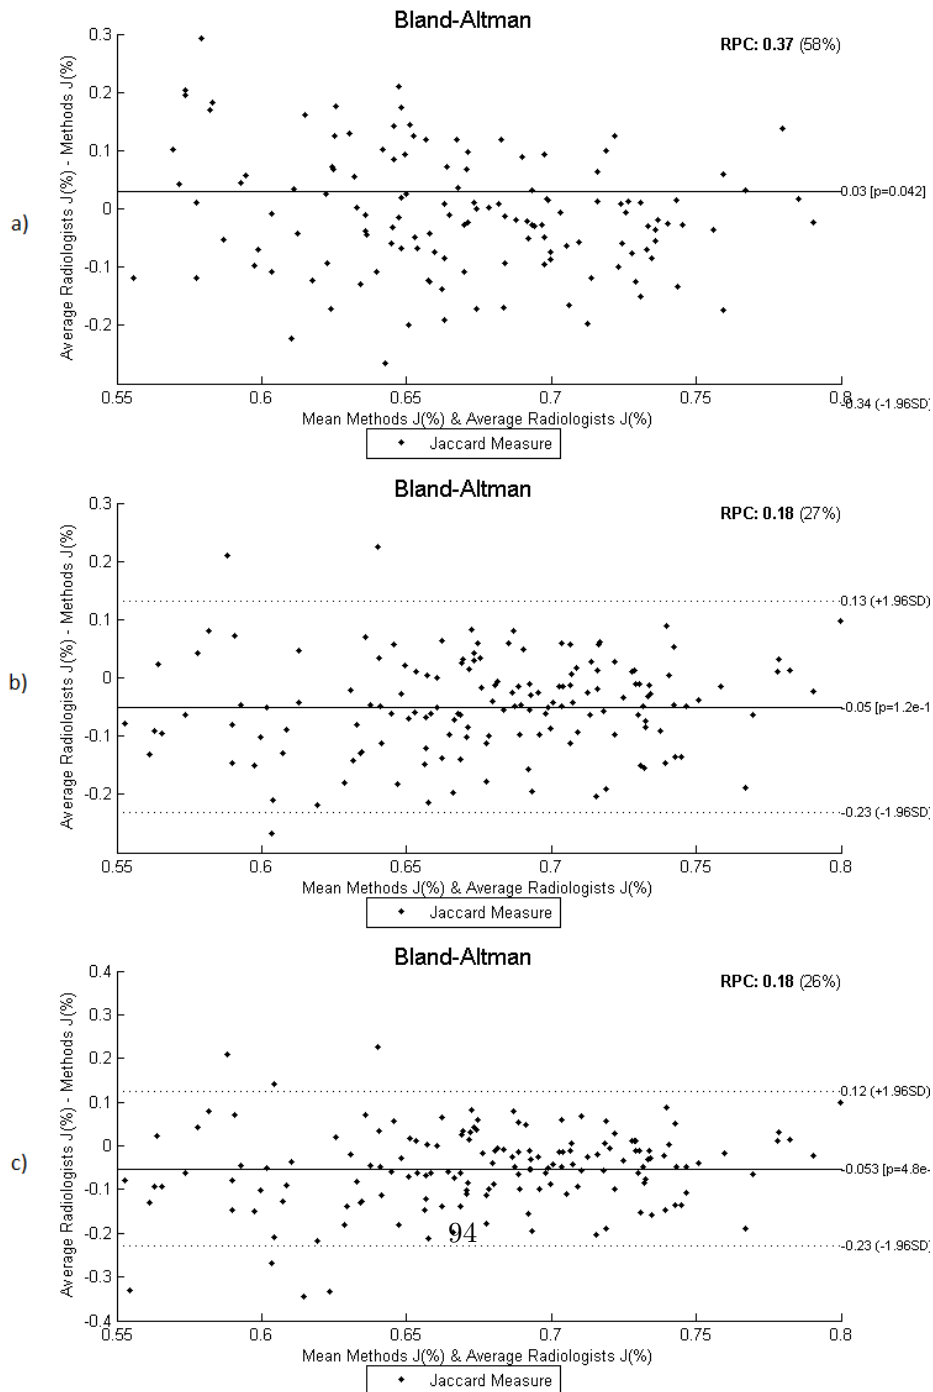 Bland-Altman
RPC: 0.37 (58%)
0.3
0.2
0.1
0
-0.1
-0.2
Average Radiologists J(%) - Methods J(%)
a)
0.03 [p=0.042]
-0.34 (-1.96SD)
0.55
0.6
0.65
0.7
0.75
0.8
Mean Methods J(%) & Average Radiologists J(%)
Jaccard Measure
Bland-Altman
RPC: 0.18 (27%)
0.3
0.2
0.1
0
-0.1
-0.2
Average Radiologists J(%) - Methods J(%)
b)
0.13 (+1.96SD)
-0.05 [p=1.2e-1
-0.23 (-1.96SD)
0.55
0.6
0.65
0.7
0.75
0.8
Mean Methods J(%) & Average Radiologists J(%)
Jaccard Measure
Bland-Altman
RPC: 0.18 (26%)
0.4
0.3
0.2
0.1
0
-0.1
-0.2
-0.3
-0.4
Average Radiologists J(%) - Methods J(%)
c)
0.12 (+1.96SD)
-0.053 [p=4.8e-
94
-0.23 (-1.96SD)
0.55
0.6
0.65
0.7
0.75
0.8
Mean Methods J(%) & Average Radiologists J(%)
Jaccard Measure